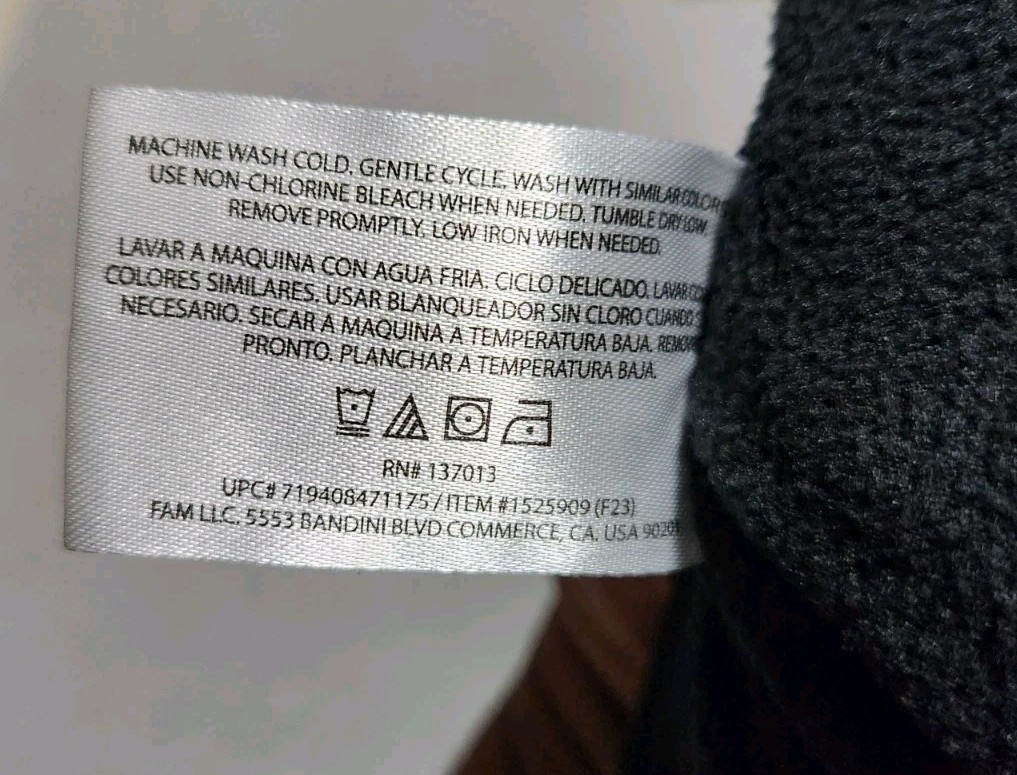 MACHINE WASH COLD. GENTLE CYCLE. WASH WITH SIMILAR COLOR
USE NON-CHLORINE BLEACH WHEN NEEDED. TUMBLE DRY LOW
REMOVE PROMPTLY. LOW IRON WHEN NEEDED.
LAVAR A MAQUINA CON AGUA FRIA. CICLO DELICADO. LAVAR
COLORES SIMILARES. USAR BLANQUEADOR SIN CLORO CUANDO
NECESARIO. SECAR A MAQUINA A TEMPERATURA BAJA.
PRONTO. PLANCHAR A TEMPERATURA BAJA.
RN# 137013
UPC# 719408471175 / ITEM #1525909 (F23)
FAM LLC. 5553 BANDINI BLVD COMMERCE, CA. USA